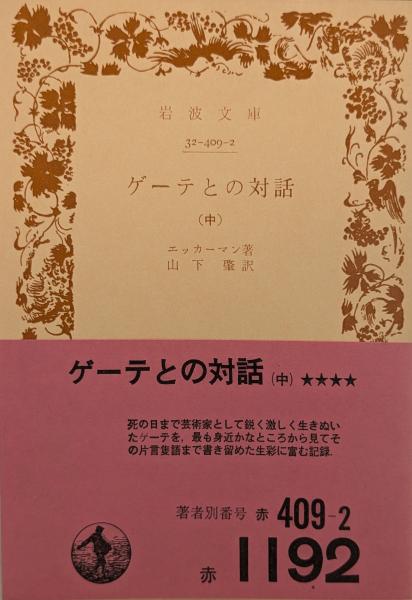 岩波文庫
32-409-2
ゲーテとの対話
(中)
エッカーマン著
山下肇訳
ゲーテとの対話(中) ★★★★
死の日まで芸術家として鋭く激しく生きぬい
たゲーテを,最も身近かなところから見てそ
の片言隻語まで書き留めた生彩に富む記録.
著者別番号 赤 409-2
赤 1192